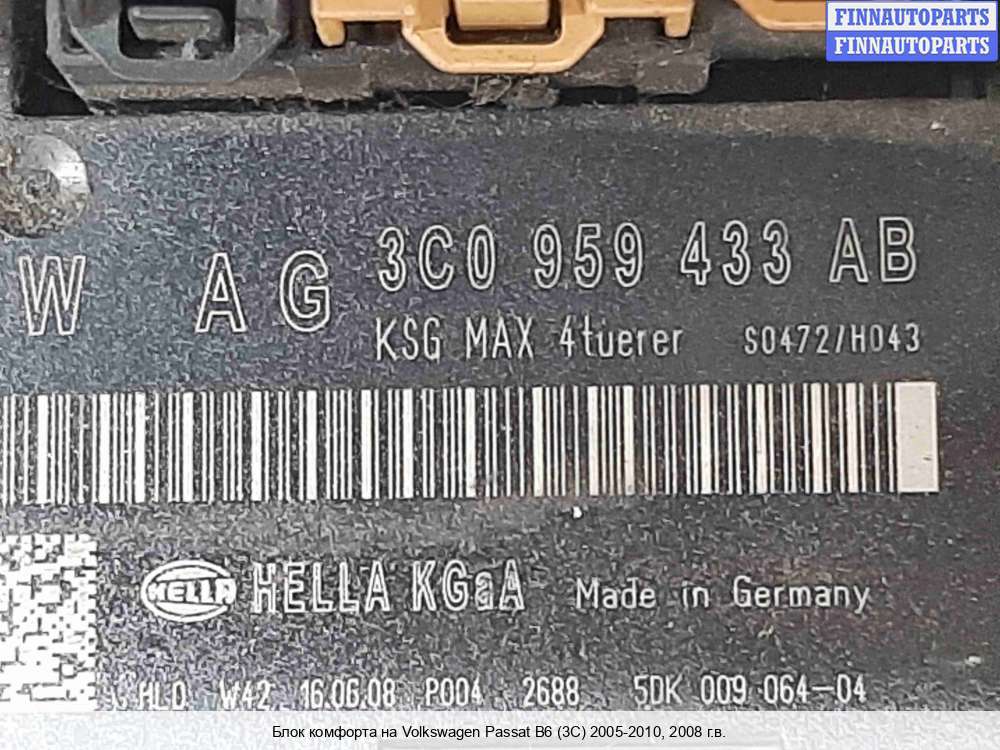 FINNAUTOPARTS
FINNAUTOPARTS
W AG 3C0 959 433 AB
KSG MAX 4tuerer S0472/H043
HELLA HELLA KGaA Made in Germany
HLO W42 16.06.08 P004 2688 5DK 009 064-04
Блок комфорта на Volkswagen Passat B6 (3C) 2005-2010, 2008 г.в.